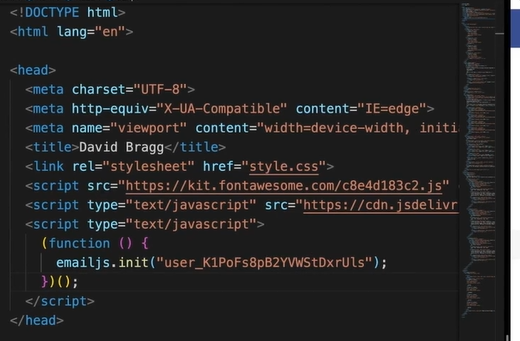 <!DOCTYPE html>
<html lang="en">
<head>
<meta charset="UTF-8">
<meta http-equiv="X-UA-Compatible" content="IE=edge">
<meta name="viewport" content="width=device-width, initi
<title>David Bragg</title>
<link rel="stylesheet" href="style.css">
<script src="https://kit.fontawesome.com/c8e4d183c2.js"
<script type="text/javascript" src="https://cdn.jsdelivr
<script type="text/javascript">
(function () {
emailjs.init("user_K1PoFs8pB2YVWStDxrUls");
})();
</script>
</head>